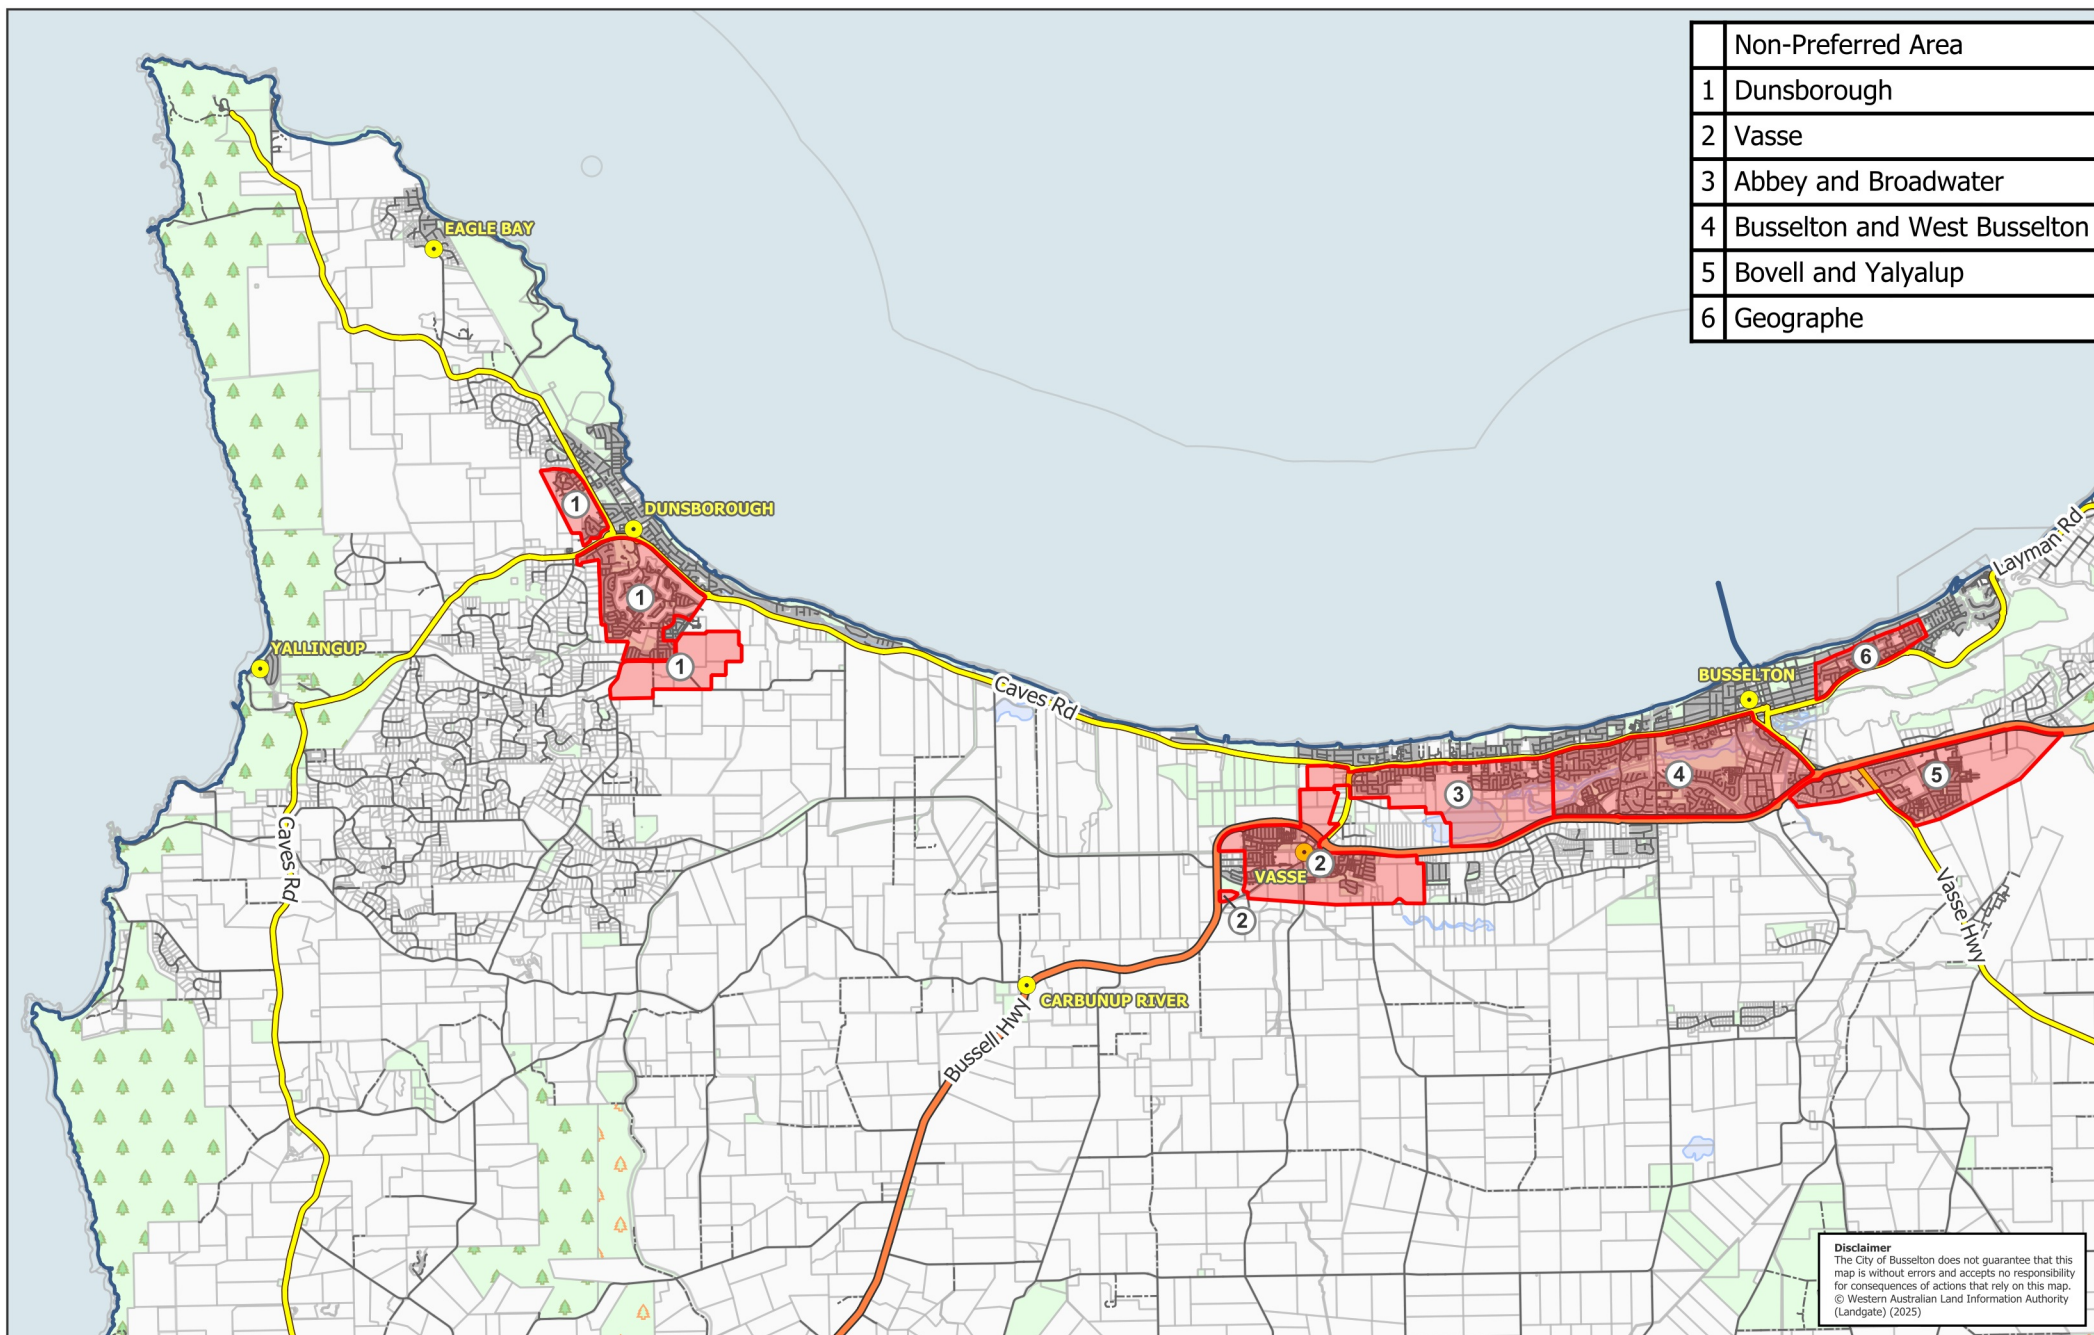 Non-Preferred Area
1 Dunsborough
2 Vasse
3 Abbey and Broadwater
4 Busselton and West Busselton
5 Bovell and Yalyalup
6 Geographe
EAGLE BAY
1
DUNSBOROUGH
1
1
YALLINGUP
Caves Rd
Layman Rd
6
BUSSELTON
3
4
5
Caves Rd
2
VASSE
2
Vasse Hwy
CARBUNUP RIVER
Bussell Hwy
Disclaimer
The City of Busselton does not guarantee that this
map is without errors and accepts no responsibility
for consequences of actions that rely on this map.
© Western Australian Land Information Authority
(Landgate) (2025)